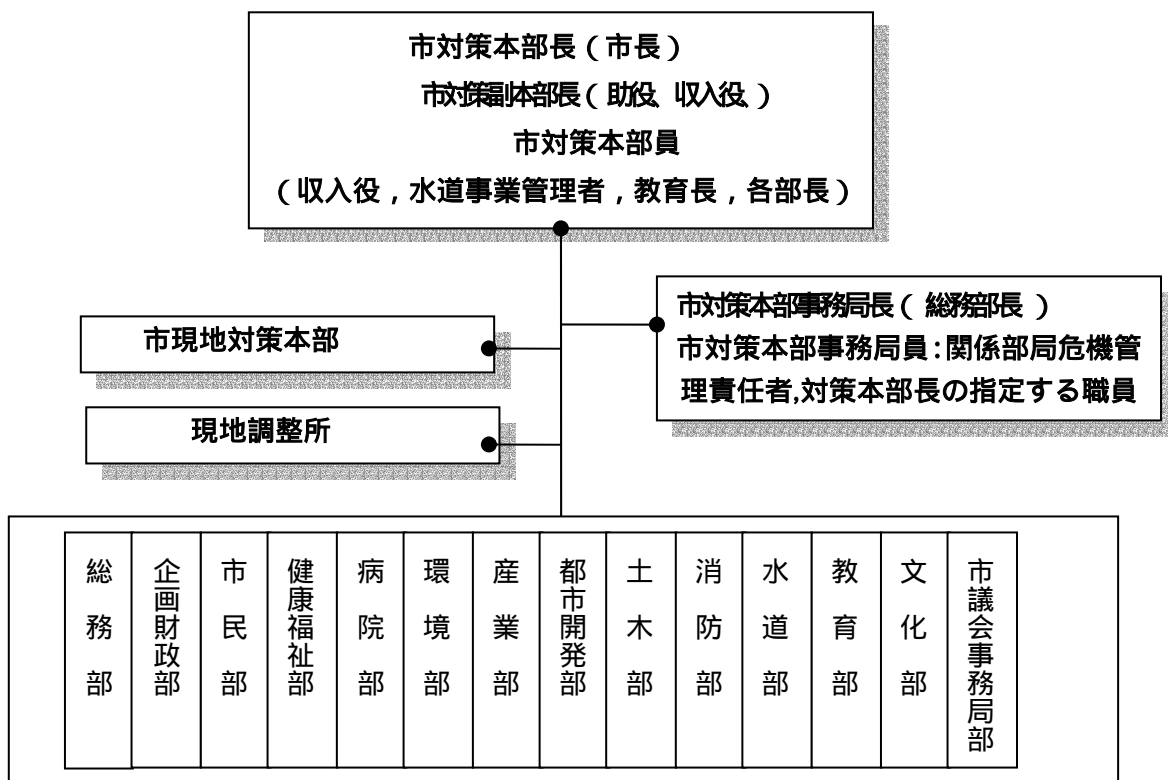 市対策本部長（市長）
市対策副本部長（助役、収入役、）
市対策本部員
（収入役，水道事業管理者，教育長，各部長）
市対策本部事務局長（総務部長）
市対策本部事務局員：関係部局危機管
理責任者,対策本部長の指定する職員
市現地対策本部
現地調整所
総務部
企画財政部
市民部
健康福祉部
病院部
環境部
産業部
都市開発部
土木部
消防部
水道部
教育部
文化部
市議会事務局部